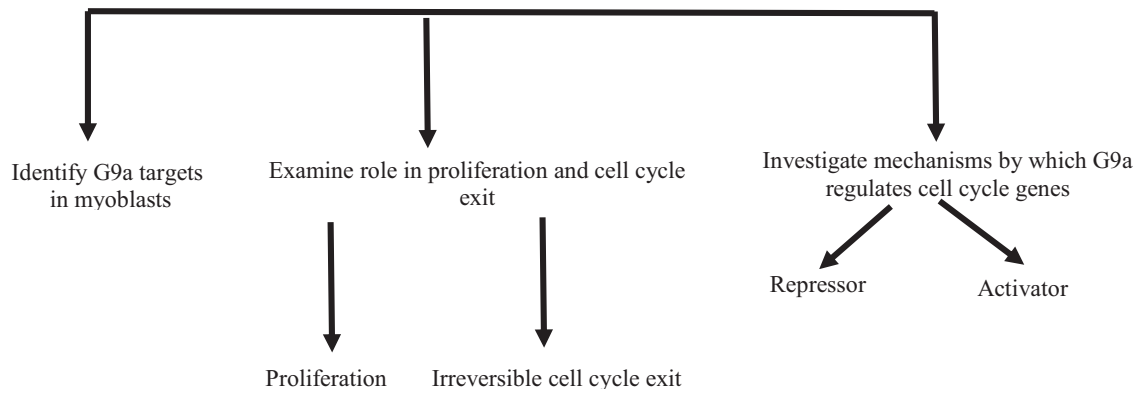 Identify G9a targets
in myoblasts
Examine role in proliferation and cell cycle
exit
Investigate mechanisms by which G9a
regulates cell cycle genes
Repressor
Activator
Proliferation
Irreversible cell cycle exit